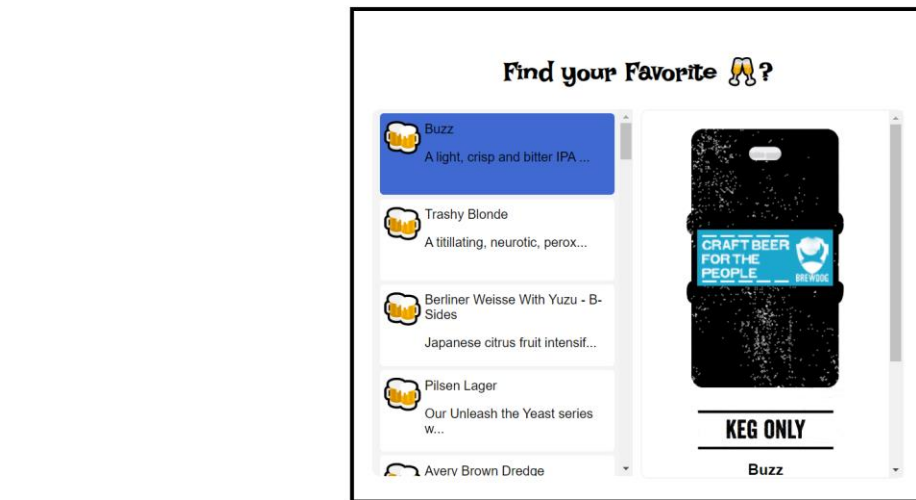 Find your Favorite 🥂?
Buzz
A light, crisp and bitter IPA ...
Trashy Blonde
A titillating, neurotic, perox...
Berliner Weisse With Yuzu - B-
Sides
Japanese citrus fruit intensif...
Pilsen Lager
Our Unleash the Yeast series
w...
Avery Brown Dredge
CRAFT BEER
FOR THE
PEOPLE
BREWDOG
KEG ONLY
Buzz